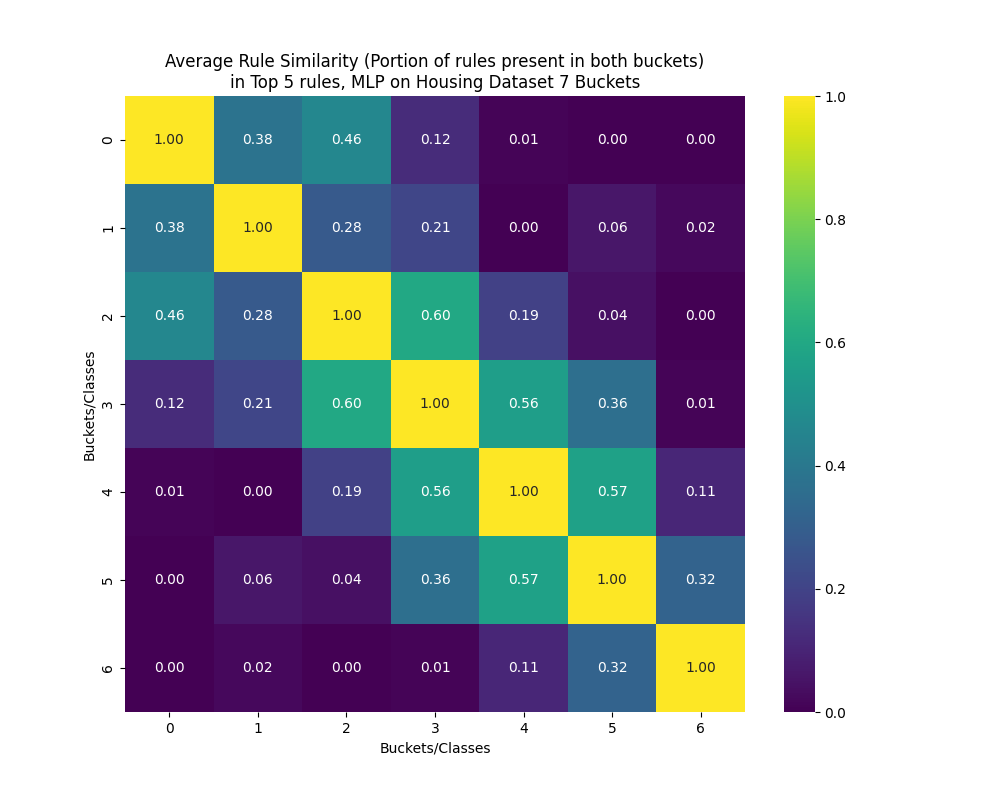 Average Rule Similarity (Portion of rules present in both buckets)
in Top 5 rules, MLP on Housing Dataset 7 Buckets
Buckets/Classes
0 1.00 0.38 0.46 0.12 0.01 0.00 0.00
1 0.38 1.00 0.28 0.21 0.00 0.06 0.02
2 0.46 0.28 1.00 0.60 0.19 0.04 0.00
3 0.12 0.21 0.60 1.00 0.56 0.36 0.01
4 0.01 0.00 0.19 0.56 1.00 0.57 0.11
5 0.00 0.06 0.04 0.36 0.57 1.00 0.32
6 0.00 0.02 0.00 0.01 0.11 0.32 1.00
0 1 2 3 4 5 6
Buckets/Classes
1.0
0.8
0.6
0.4
0.2
0.0